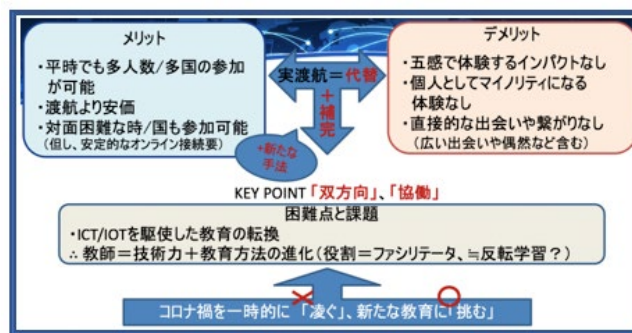 メリット
・平時でも多人数/多国の参加
が可能
・渡航より安価
・対面困難な時/国も参加可能
(但し、安定的なオンライン接続要)
実渡航=代替
+補完
+新たな
手法
デメリット
・五感で体験するインパクトなし
・個人としてマイノリティになる
体験なし
・直接的な出会いや繋がりなし
(広い出会いや偶然など含む)
KEY POINT「双方向」、「協働」
困難点と課題
・ICT/IOTを駆使した教育の転換
∴ 教師=技術力+教育方法の進化(役割=ファシリテータ、≒反転学習?)
コロナ禍を一時的に「凌ぐ」、新たな教育に「挑む」